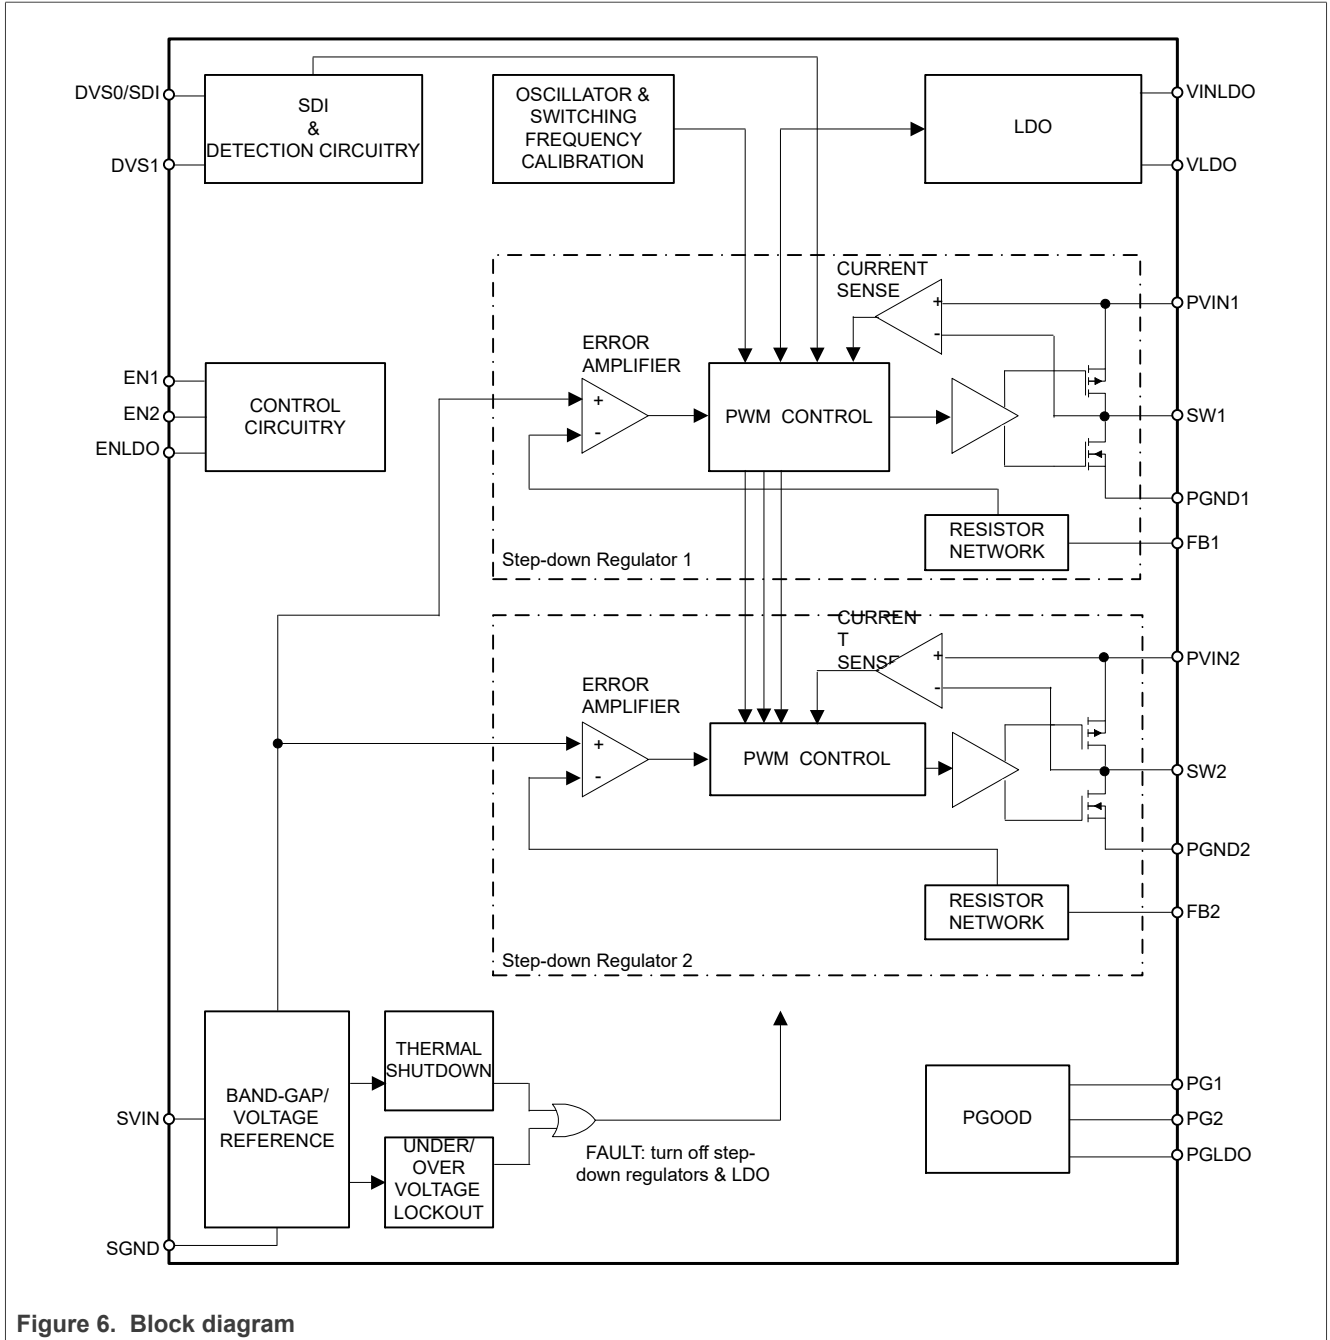 DVS0/SDI
DVS1
SDI
&
DETECTION CIRCUITRY
OSCILLATOR &
SWITCHING
FREQUENCY
CALIBRATION
LDO
VINLDO
VLDO
CURRENT
SENSE
+
-
PVIN1
ERROR
AMPLIFIER
+
-
PWM CONTROL
SW1
PGND1
RESISTOR
NETWORK
FB1
Step-down Regulator 1
EN1
EN2
ENLDO
CONTROL
CIRCUITRY
CURREN
T
SENSE
+
-
PVIN2
ERROR
AMPLIFIER
+
-
PWM CONTROL
SW2
PGND2
RESISTOR
NETWORK
FB2
Step-down Regulator 2
SVIN
SGND
BAND-GAP/
VOLTAGE
REFERENCE
THERMAL
SHUTDOWN
UNDER/
OVER
VOLTAGE
LOCKOUT
FAULT: turn off step-
down regulators & LDO
PGOOD
PG1
PG2
PGLDO
Figure 6. Block diagram